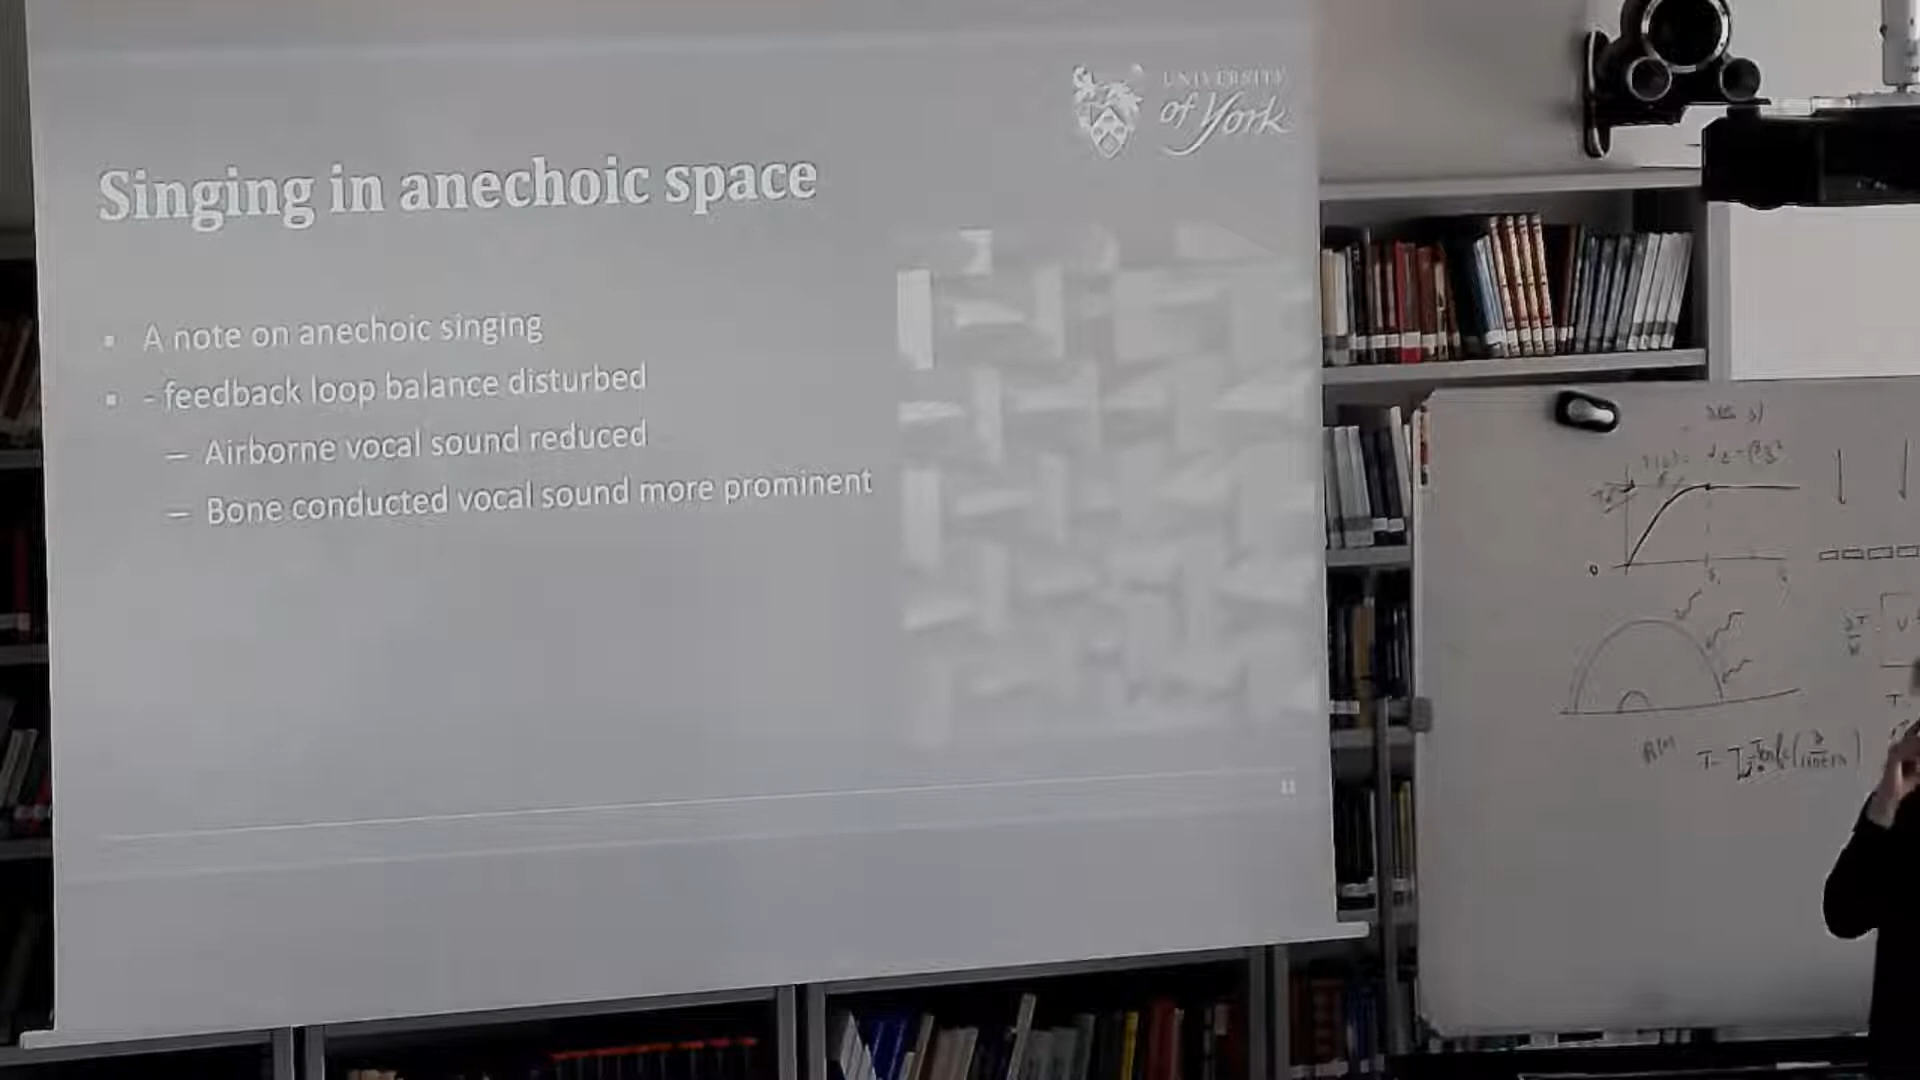 UNIVERSITY
of York
Singing in anechoic space
A note on anechoic singing
- feedback loop balance disturbed
– Airborne vocal sound reduced
– Bone conducted vocal sound more prominent
11